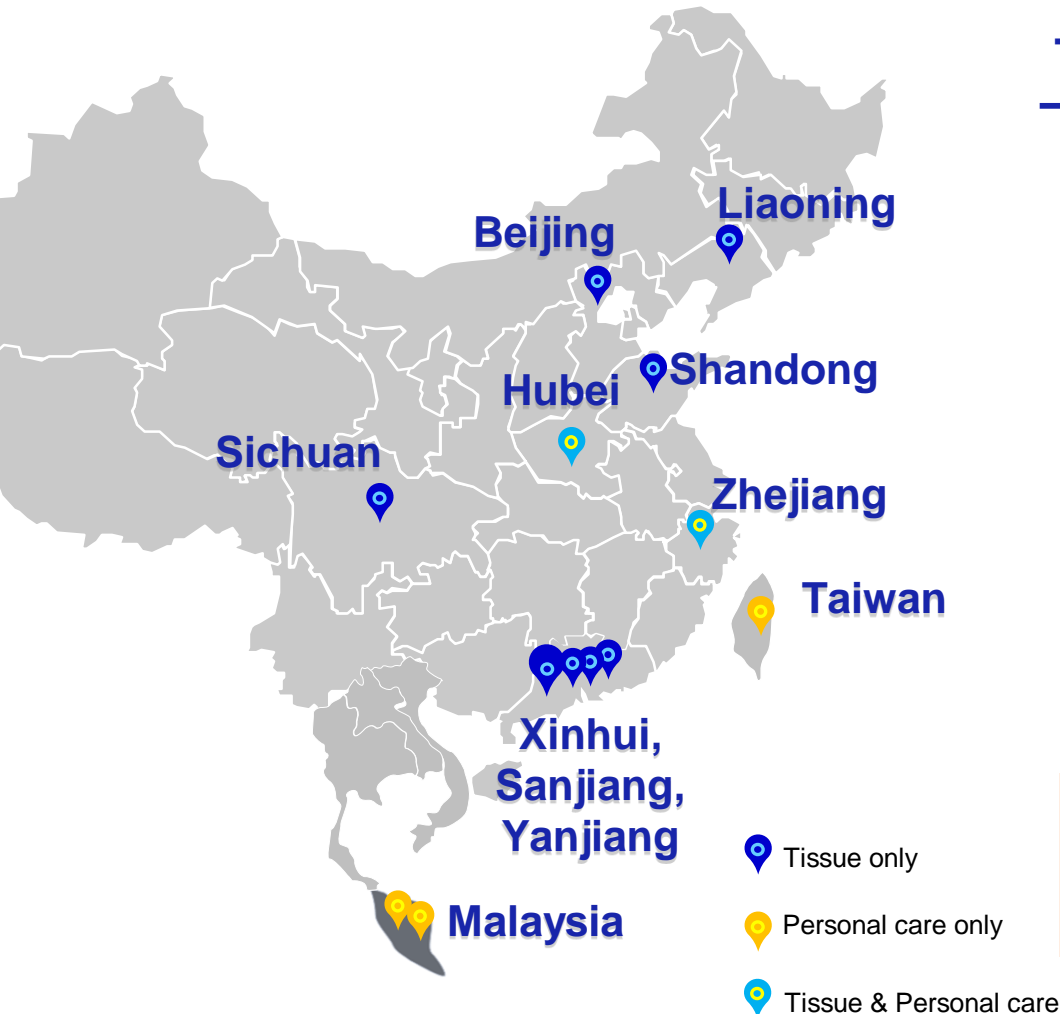 Liaoning
Beijing
Shandong
Hubei
Sichuan
Zhejiang
Taiwan
Xinhui,
Sanjiang,
Yanjiang
Malaysia
Tissue only
Personal care only
Tissue & Personal care